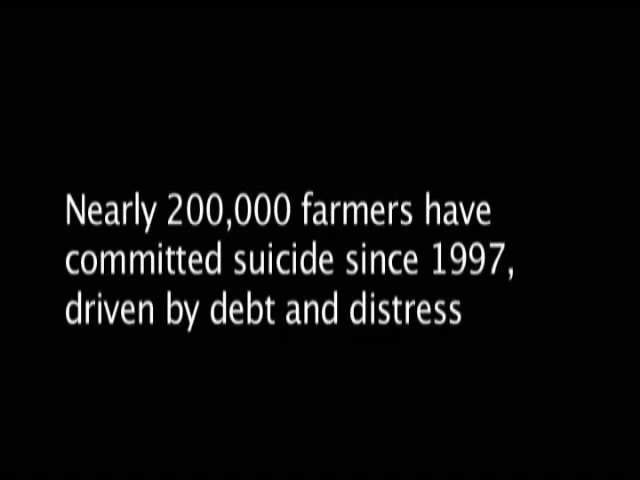 Nearly 200,000 farmers have
committed suicide since 1997,
driven by debt and distress